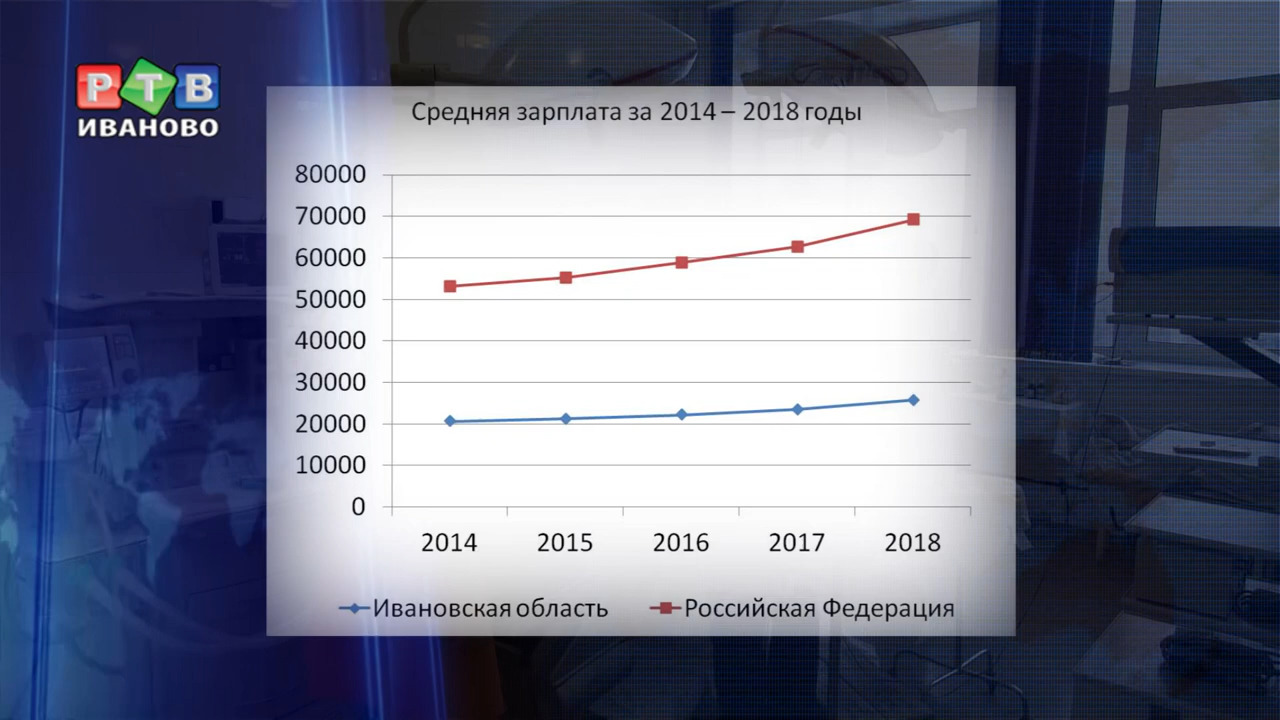 РТВ
ИВАНОВО
Средняя зарплата за 2014 – 2018 годы
80000
70000
60000
50000
40000
30000
20000
10000
0
2014 2015 2016 2017 2018
Ивановская область Российская Федерация